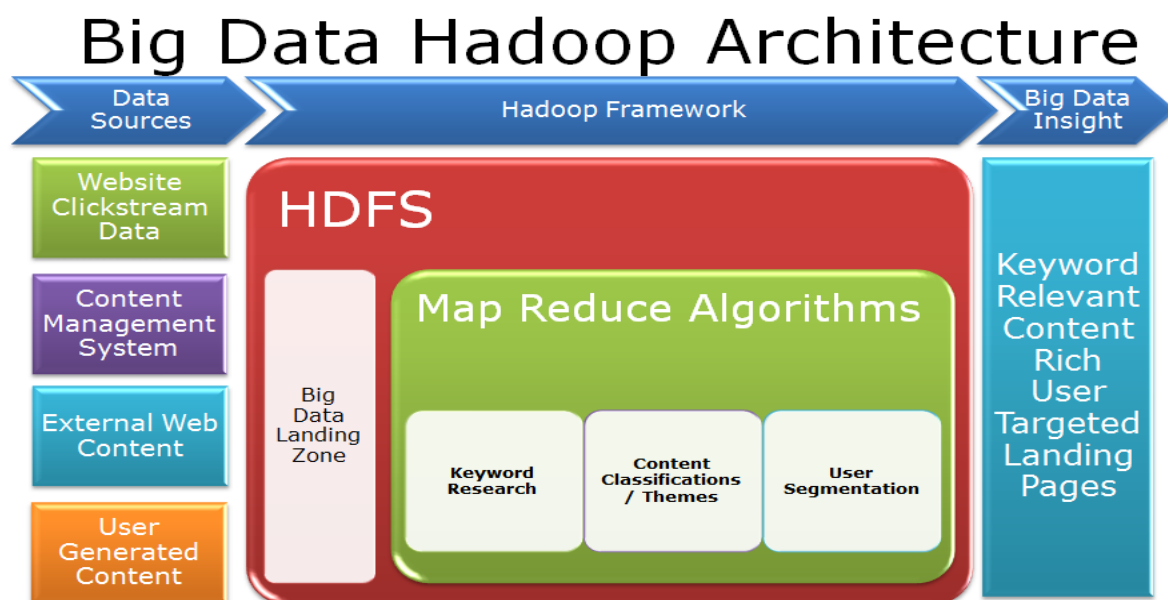 Big Data Hadoop Architecture
Data
Sources
Hadoop Framework
Big Data
Insight
Website
Clickstream
Data
Content
Management
System
External Web
Content
User
Generated
Content
HDFS
Big
Data
Landing
Zone
Map Reduce Algorithms
Keyword
Research
Content
Classifications
/ Themes
User
Segmentation
Keyword
Relevant
Content
Rich
User
Targeted
Landing
Pages